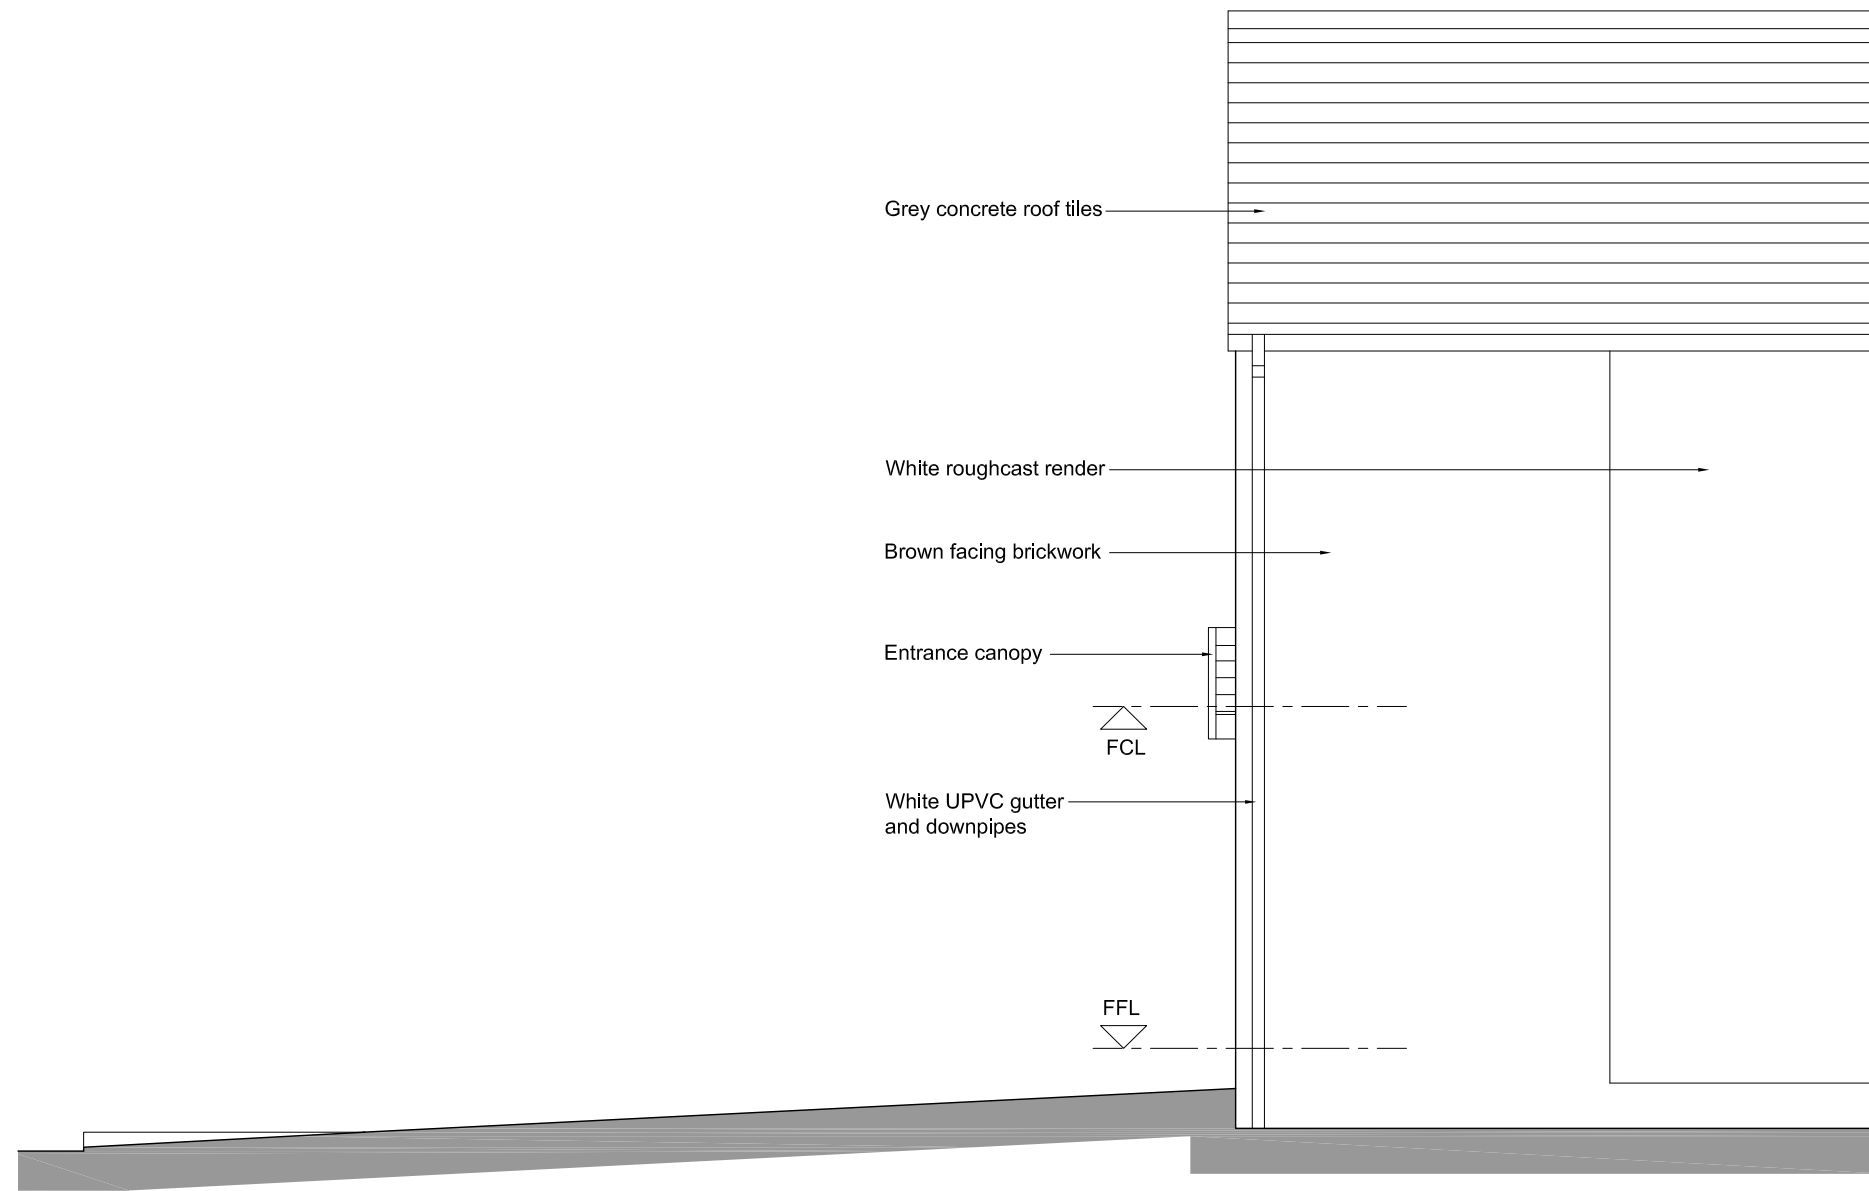 Grey concrete roof tiles
White roughcast render
Brown facing brickwork
Entrance canopy
FCL
White UPVC gutter
and downpipes
FFL